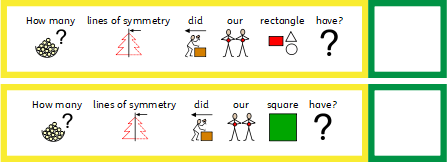 How many lines of symmetry did our rectangle have?
How many lines of symmetry did our square have?